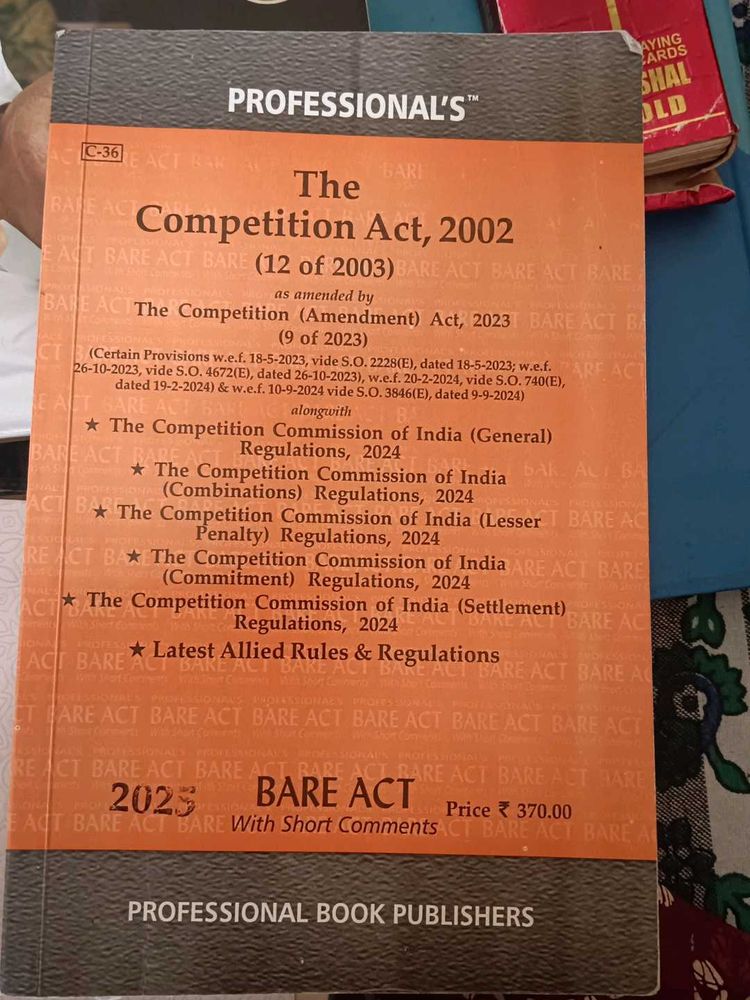 PROFESSIONAL'S™
C-36
The
Competition Act, 2002
(12 of 2003)
as amended by
The Competition (Amendment) Act, 2023
(9 of 2023)
(Certain Provisions w.e.f. 18-5-2023, vide S.O. 2228(E), dated 18-5-2023; w.e.f.
26-10-2023, vide S.O. 4672(E), dated 26-10-2023), w.e.f. 20-2-2024, vide S.O. 740(E),
dated 19-2-2024) & w.e.f. 10-9-2024 vide S.O. 3846(E), dated 9-9-2024)
alongwith
★ The Competition Commission of India (General)
Regulations, 2024
★ The Competition Commission of India
(Combinations) Regulations, 2024
★ The Competition Commission of India (Lesser
Penalty) Regulations, 2024
★ The Competition Commission of India
(Commitment) Regulations, 2024
★ The Competition Commission of India (Settlement)
Regulations, 2024
★ Latest Allied Rules & Regulations
2025
BARE ACT
With Short Comments
Price ₹ 370.00
PROFESSIONAL BOOK PUBLISHERS